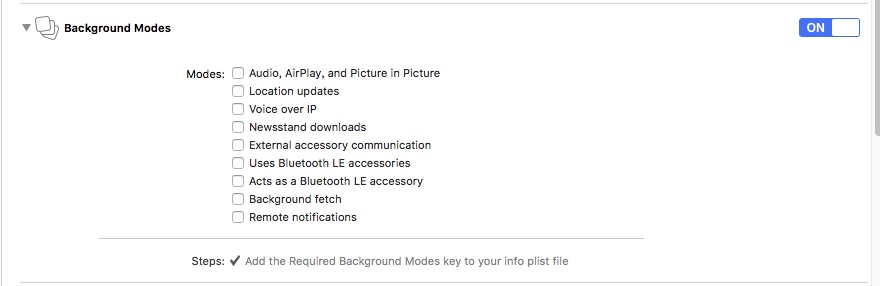 Background Modes
ON
Modes: Audio, AirPlay, and Picture in Picture
Location updates
Voice over IP
Newsstand downloads
External accessory communication
Uses Bluetooth LE accessories
Acts as a Bluetooth LE accessory
Background fetch
Remote notifications
Steps: ✔ Add the Required Background Modes key to your info plist file